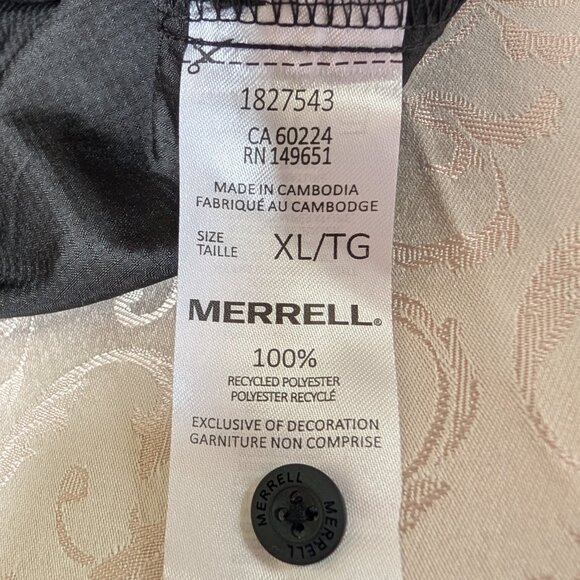 1827543
CA 60224
RN 149651
MADE IN CAMBODIA
FABRIQUÉ AU CAMBODGE
SIZE
TAILLE
XL/TG
MERRELL®
100%
RECYCLED POLYESTER
POLYESTER RECYCLÉ
EXCLUSIVE OF DECORATION
GARNITURE NON COMPRISE
MERRELL
MERRELL